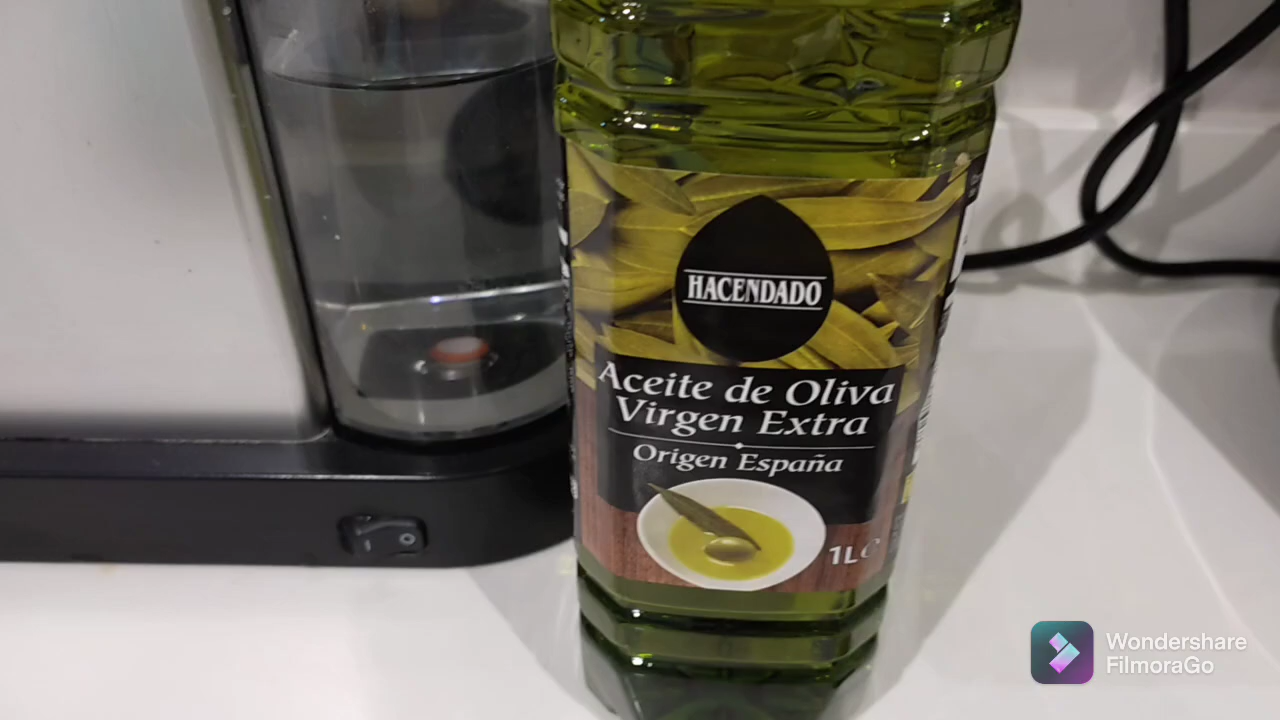 HACENDADO
Aceite de Oliva
Virgen Extra
Origen España
1L
Wondershare
FilmoraGo